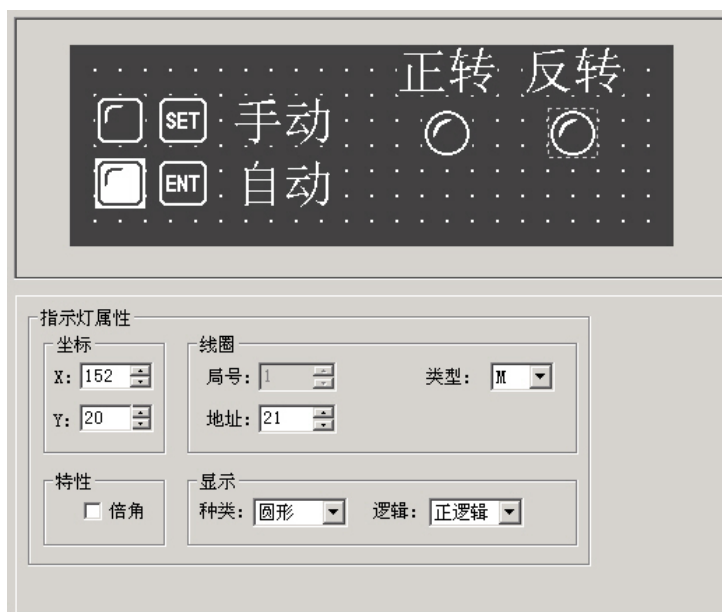 正转 反转
SET 手动
ENT 自动
指示灯属性
坐标 线圈
X: 152 局号: 1 类型: M
Y: 20 地址: 21
特性 显示
倍角 种类: 圆形 逻辑: 正逻辑